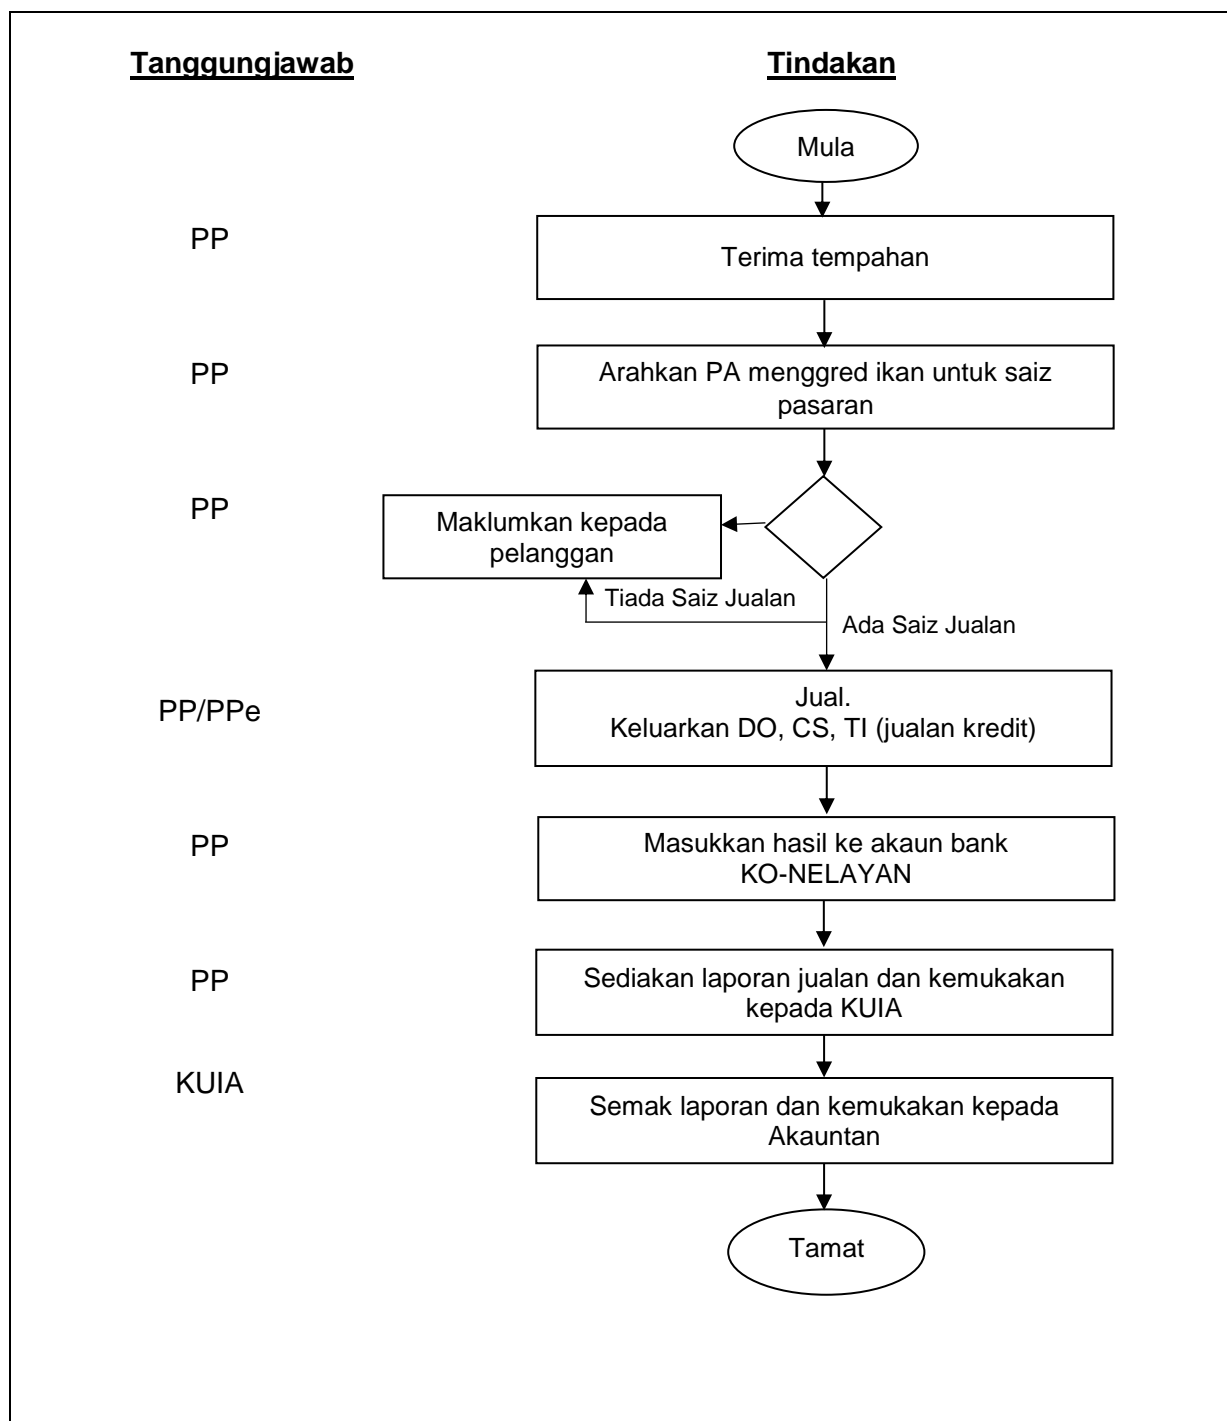 Tanggungjawab
Tindakan
Mula
PP
Terima tempahan
PP
Arahkan PA menggred ikan untuk saiz
pasaran
PP
Maklumkan kepada
pelanggan
Tiada Saiz Jualan
Ada Saiz Jualan
PP/PPe
Jual.
Keluarkan DO, CS, TI (jualan kredit)
PP
Masukkan hasil ke akaun bank
KO-NELAYAN
PP
Sediakan laporan jualan dan kemukakan
kepada KUIA
KUIA
Semak laporan dan kemukakan kepada
Akauntan
Tamat